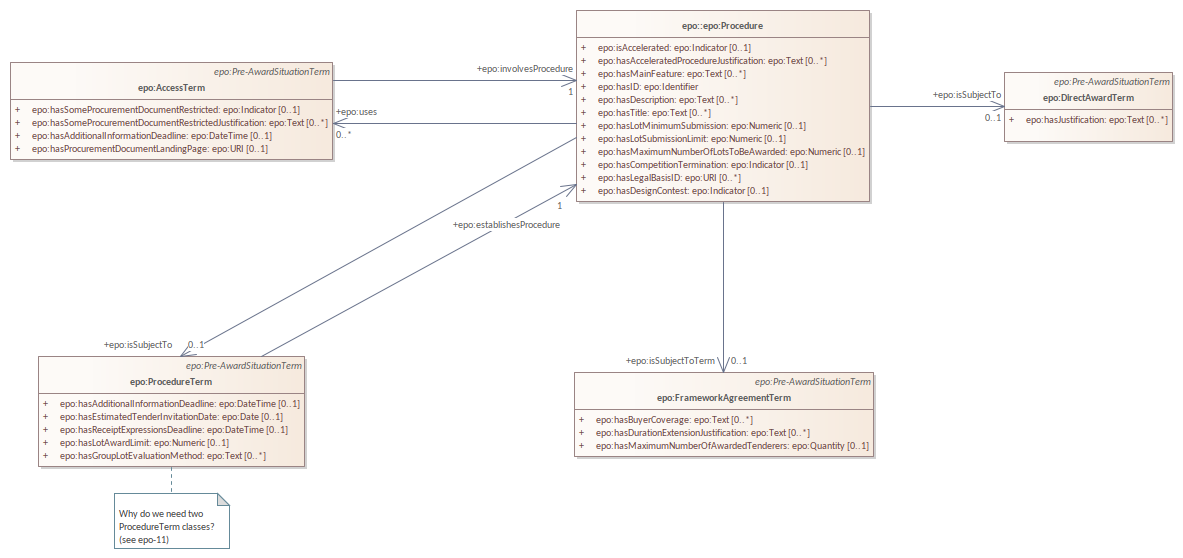 epo::epo:Procedure
+ epo:isAccelerated: epo:Indicator [0..1]
+ epo:hasAcceleratedProcedureJustification: epo:Text [0..*]
+ epo:hasMainFeature: epo:Text [0..*]
+ epo:hasID: epo:Identifier
+ epo:hasDescription: epo:Text [0..*]
+ epo:hasTitle: epo:Text [0..*]
+ epo:hasLotMinimumSubmission: epo:Numeric [0..1]
+ epo:hasLotSubmissionLimit: epo:Numeric [0..1]
+ epo:hasMaximumNumberOfLotsToBeAwarded: epo:Numeric [0..1]
+ epo:hasCompetitionTermination: epo:Indicator [0..1]
+ epo:hasLegalBasisID: epo:URI [0..*]
+ epo:hasDesignContest: epo:Indicator [0..1]
epo:Pre-AwardSituationTerm
epo:AccessTerm
+ epo:hasSomeProcurementDocumentRestricted: epo:Indicator [0..1]
+ epo:hasSomeProcurementDocumentRestrictedJustification: epo:Text [0..*]
+ epo:hasAdditionalInformationDeadline: epo:DateTime [0..1]
+ epo:hasProcurementDocumentLandingPage: epo:URI [0..1]
+epo:involvesProcedure
1
+epo:uses
0..*
+epo:isSubjectTo
0..1
epo:Pre-AwardSituationTerm
epo:DirectAwardTerm
+ epo:hasJustification: epo:Text [0..*]
1
+epo:establishesProcedure
+epo:isSubjectTo 0..1
+epo:isSubjectToTerm 0..1
epo:Pre-AwardSituationTerm
epo:ProcedureTerm
+ epo:hasAdditionalInformationDeadline: epo:DateTime [0..1]
+ epo:hasEstimatedTenderInvitationDate: epo:Date [0..1]
+ epo:hasReceiptExpressionsDeadline: epo:DateTime [0..1]
+ epo:hasLotAwardLimit: epo:Numeric [0..1]
+ epo:hasGroupLotEvaluationMethod: epo:Text [0..*]
epo:Pre-AwardSituationTerm
epo:FrameworkAgreementTerm
+ epo:hasBuyerCoverage: epo:Text [0..*]
+ epo:hasDurationExtensionJustification: epo:Text [0..*]
+ epo:hasMaximumNumberOfAwardedTenderers: epo:Quantity [0..1]
Why do we need two
ProcedureTerm classes?
(see epo-11)